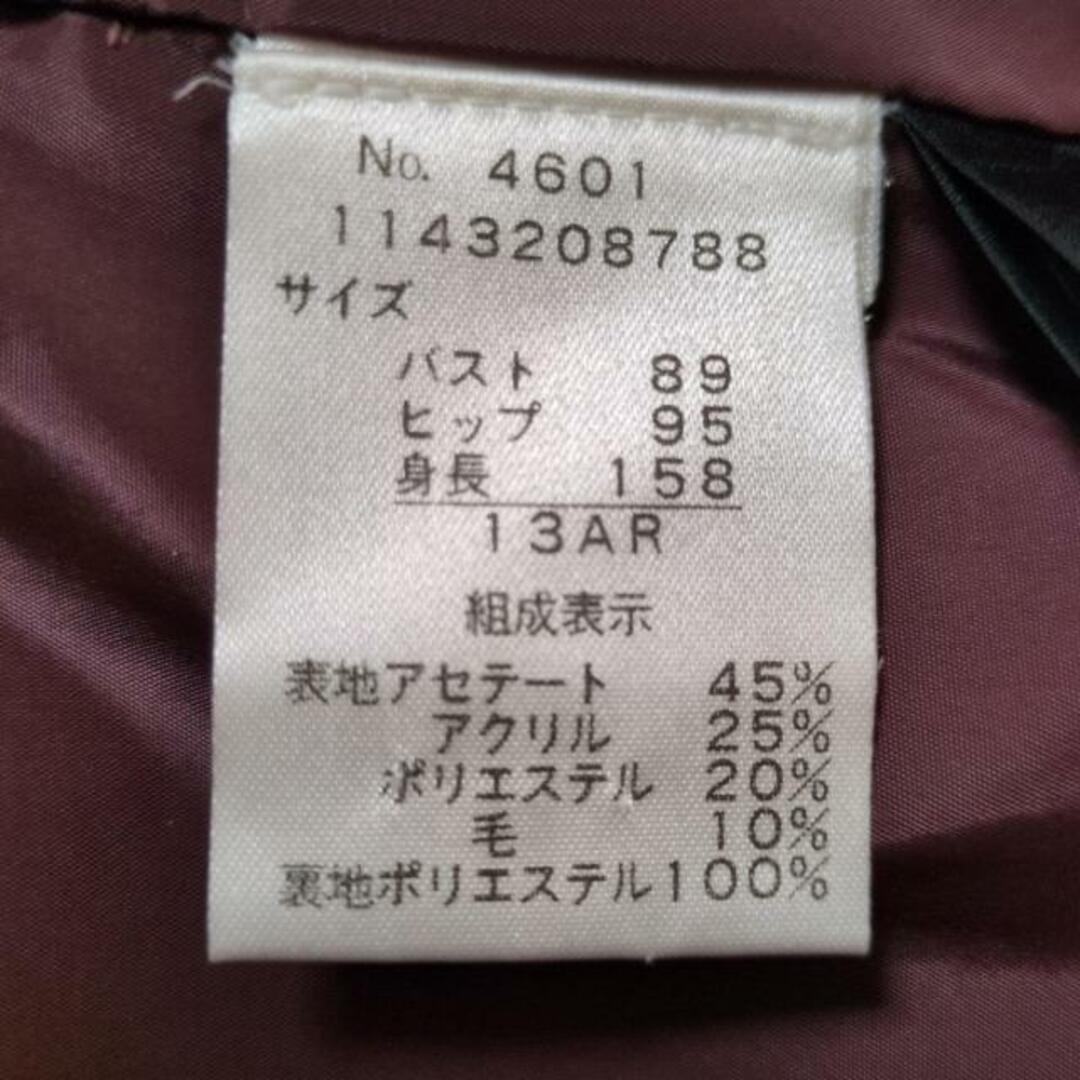 No. 4601
1143208788
サイズ
バスト 89
ヒップ 95
身長 158
13AR
組成表示
表地アセテート 45%
アクリル 25%
ポリエステル 20%
毛 10%
裏地ポリエステル100%